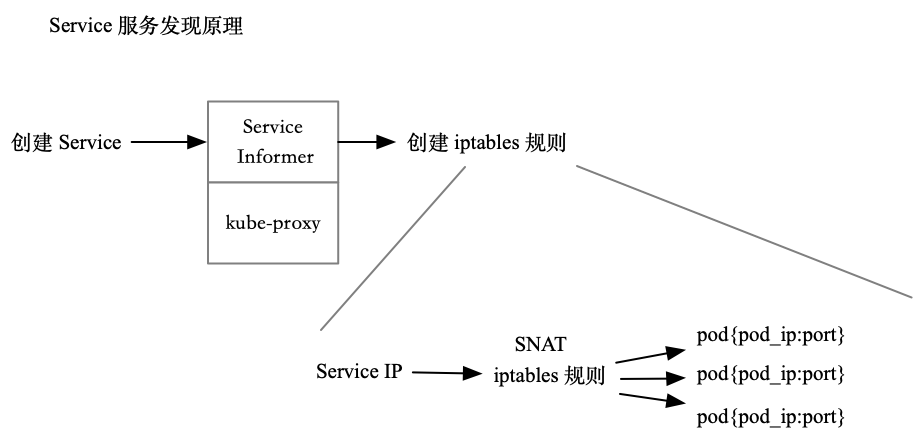 Service 服务发现原理
创建 Service
Service
Informer
kube-proxy
创建 iptables 规则
Service IP
SNAT
iptables 规则
pod{pod_ip:port}
pod{pod_ip:port}
pod{pod_ip:port}